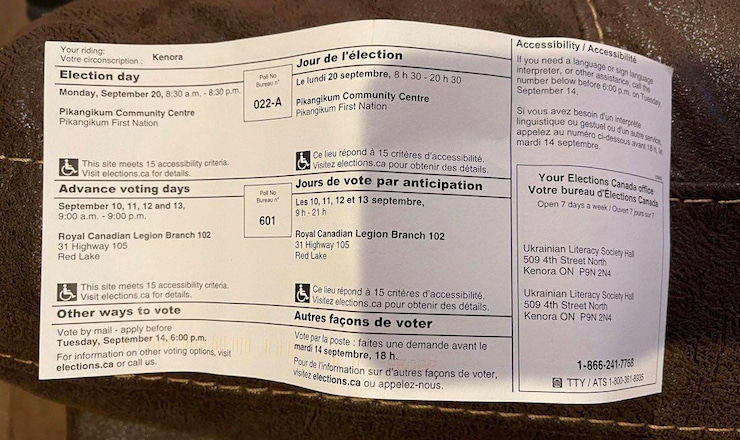 Your riding:
Votre circonscription : Kenora
Election day
Monday, September 20, 8:30 a.m. - 8:30 p.m.
Pikangikum Community Centre
Pikangikum First Nation
This site meets 15 accessibility criteria.
Visit elections.ca for details.
Poll No
Bureau n°
022-A
Jour de l'élection
Le lundi 20 septembre, 8 h 30 - 20 h 30
Pikangikum Community Centre
Pikangikum First Nation
Ce lieu répond à 15 critères d'accessibilité.
Visitez elections.ca pour obtenir des détails.
Advance voting days
September 10, 11, 12 and 13,
9:00 a.m. - 9:00 p.m.
Royal Canadian Legion Branch 102
31 Highway 105
Red Lake
This site meets 15 accessibility criteria.
Visit elections.ca for details.
Poll No
Bureau n°
601
Jours de vote par anticipation
Les 10, 11, 12 et 13 septembre,
9 h - 21 h
Royal Canadian Legion Branch 102
31 Highway 105
Red Lake
Ce lieu répond à 15 critères d'accessibilité.
Visitez elections.ca pour obtenir des détails.
Other ways to vote
Vote by mail - apply before
Tuesday, September 14, 6:00 p.m.
For information on other voting options, visit
elections.ca or call us.
Autres façons de voter
Vote par la poste : faites une demande avant le
mardi 14 septembre, 18 h.
Pour de l'information sur d'autres façons de voter,
visitez elections.ca ou appelez-nous.
Accessibility / Accessibilité
If you need a language or sign language
interpreter, or other assistance, call the
number below before 6:00 p.m. on Tuesday,
September 14.
Si vous avez besoin d'un interprète
linguistique ou gestuel ou d'un autre service,
appelez au numéro ci-dessous avant 18 h, le
mardi 14 septembre.
Your Elections Canada office
Votre bureau d'Élections Canada
Open 7 days a week / Ouvert 7 jours sur 7
Ukrainian Literacy Society Hall
509 4th Street North
Kenora ON P9N 2N4
Ukrainian Literacy Society Hall
509 4th Street North
Kenora ON P9N 2N4
1-866-241-7768
TTY / ATS 1-800-361-8935